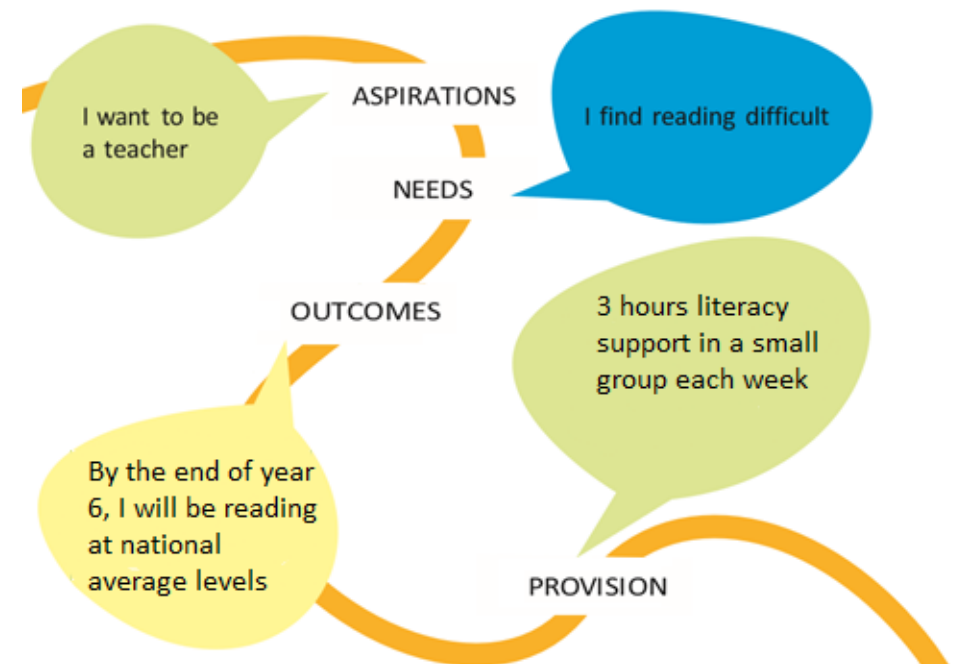 ASPIRATIONS
I want to be
a teacher
NEEDS
I find reading difficult
OUTCOMES
By the end of year
6, I will be reading
at national
average levels
PROVISION
3 hours literacy
support in a small
group each week